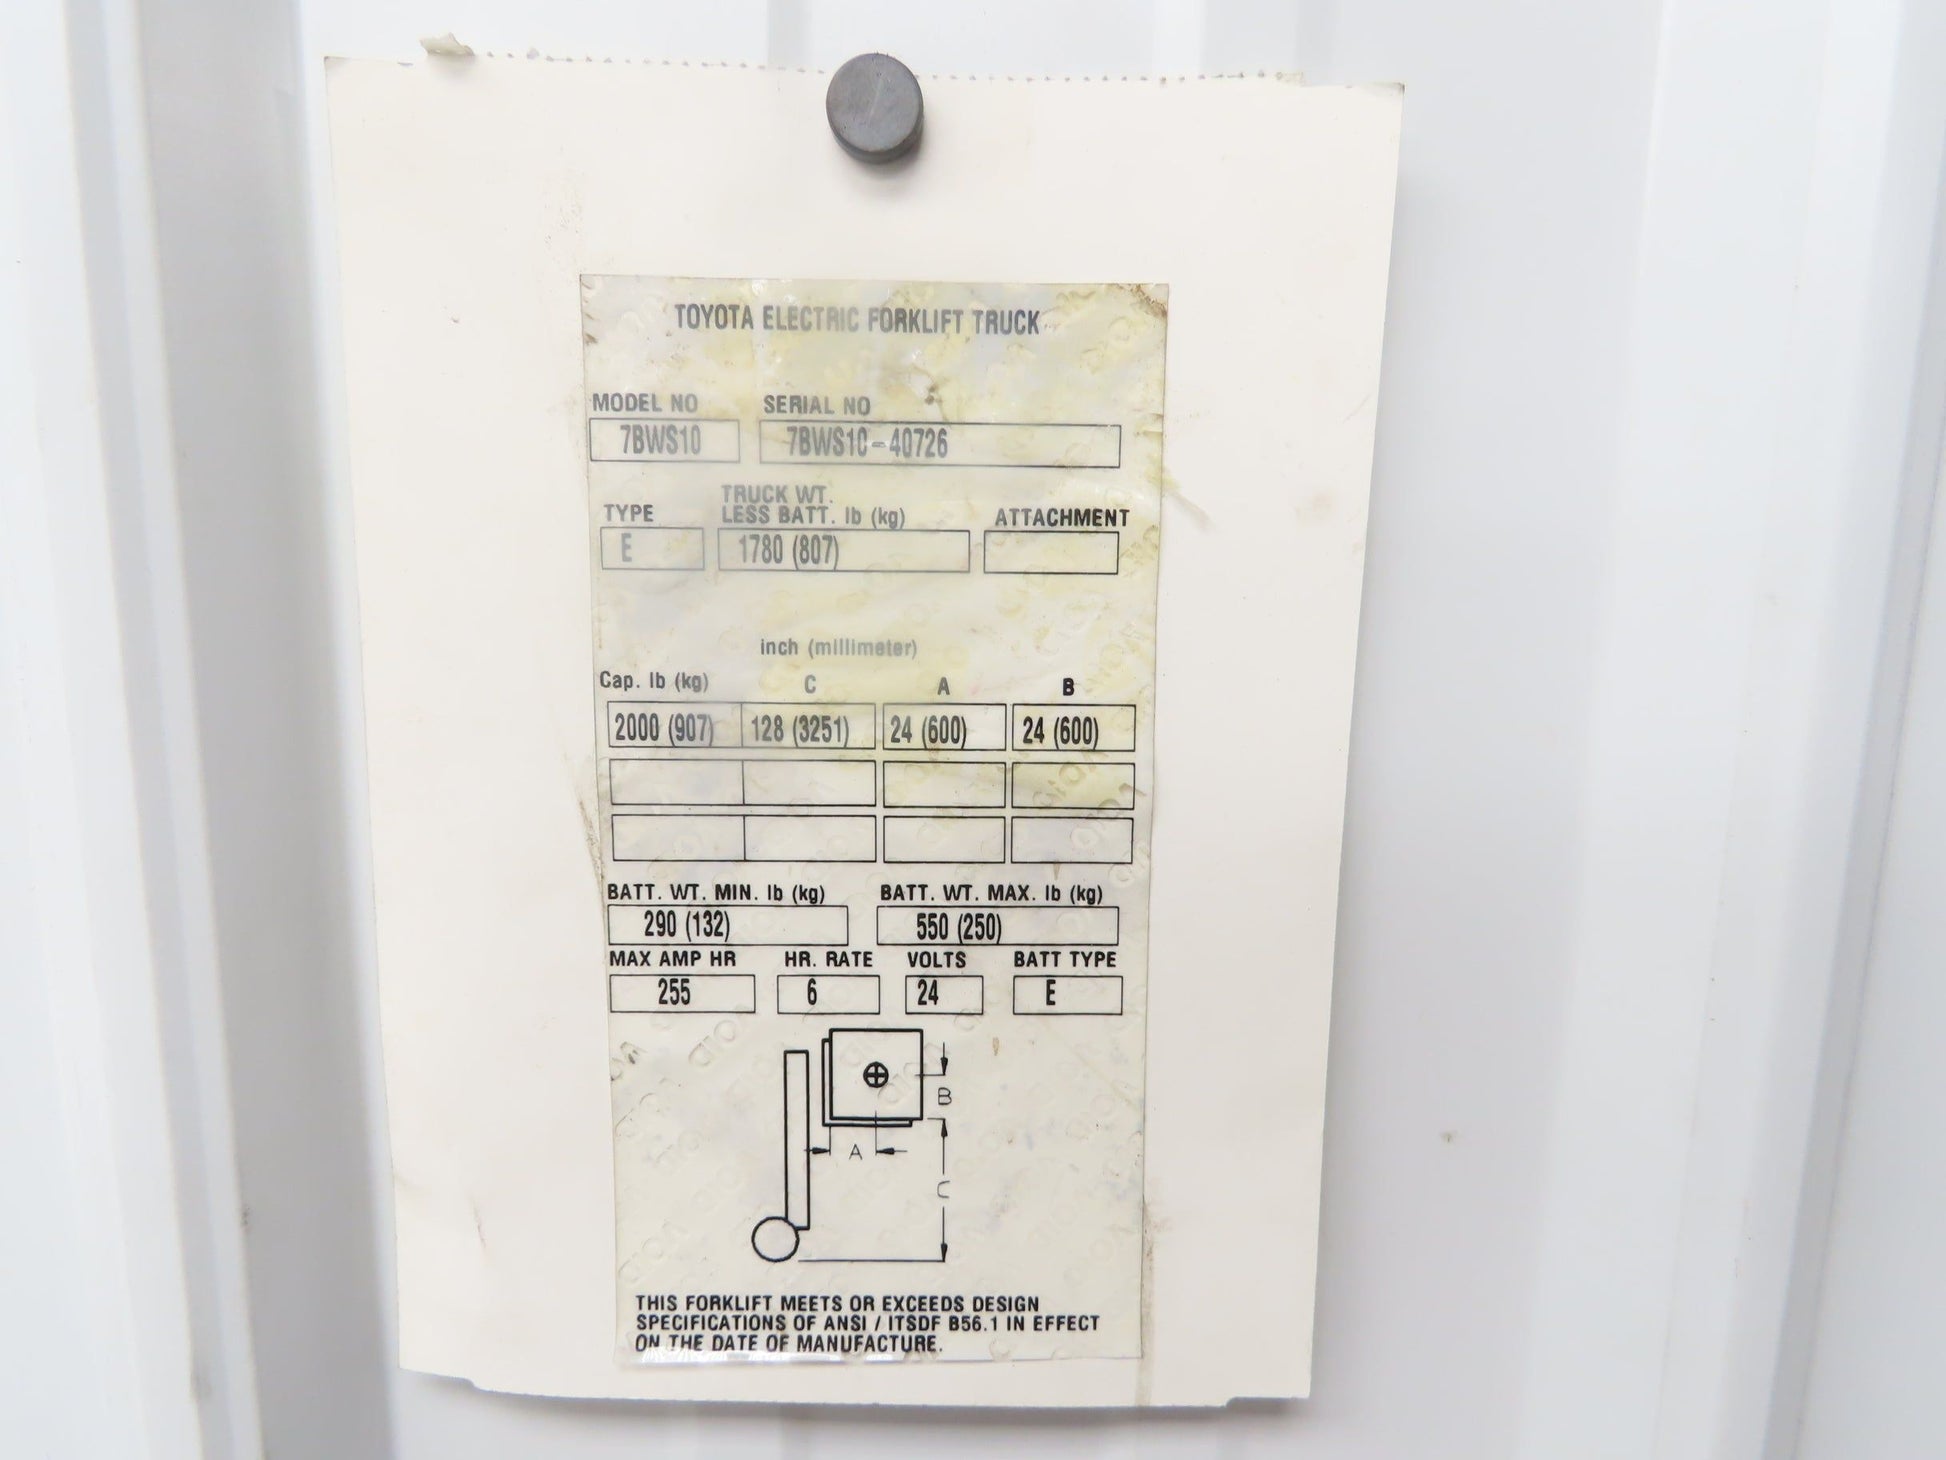 TOYOTA ELECTRIC FORKLIFT TRUCK
MODEL NO SERIAL NO
7BWS10 7BWS10-40726
TRUCK WT.
TYPE LESS BATT. lb (kg) ATTACHMENT
E 1780 (807)
inch (millimeter)
Cap. lb (kg) C A B
2000 (907) 128 (3251) 24 (600) 24 (600)
BATT. WT. MIN. lb (kg) BATT. WT. MAX. lb (kg)
290 (132) 550 (250)
MAX AMP HR HR. RATE VOLTS BATT TYPE
255 6 24 E
B
A
C
THIS FORKLIFT MEETS OR EXCEEDS DESIGN
SPECIFICATIONS OF ANSI / ITSDF B56.1 IN EFFECT
ON THE DATE OF MANUFACTURE.